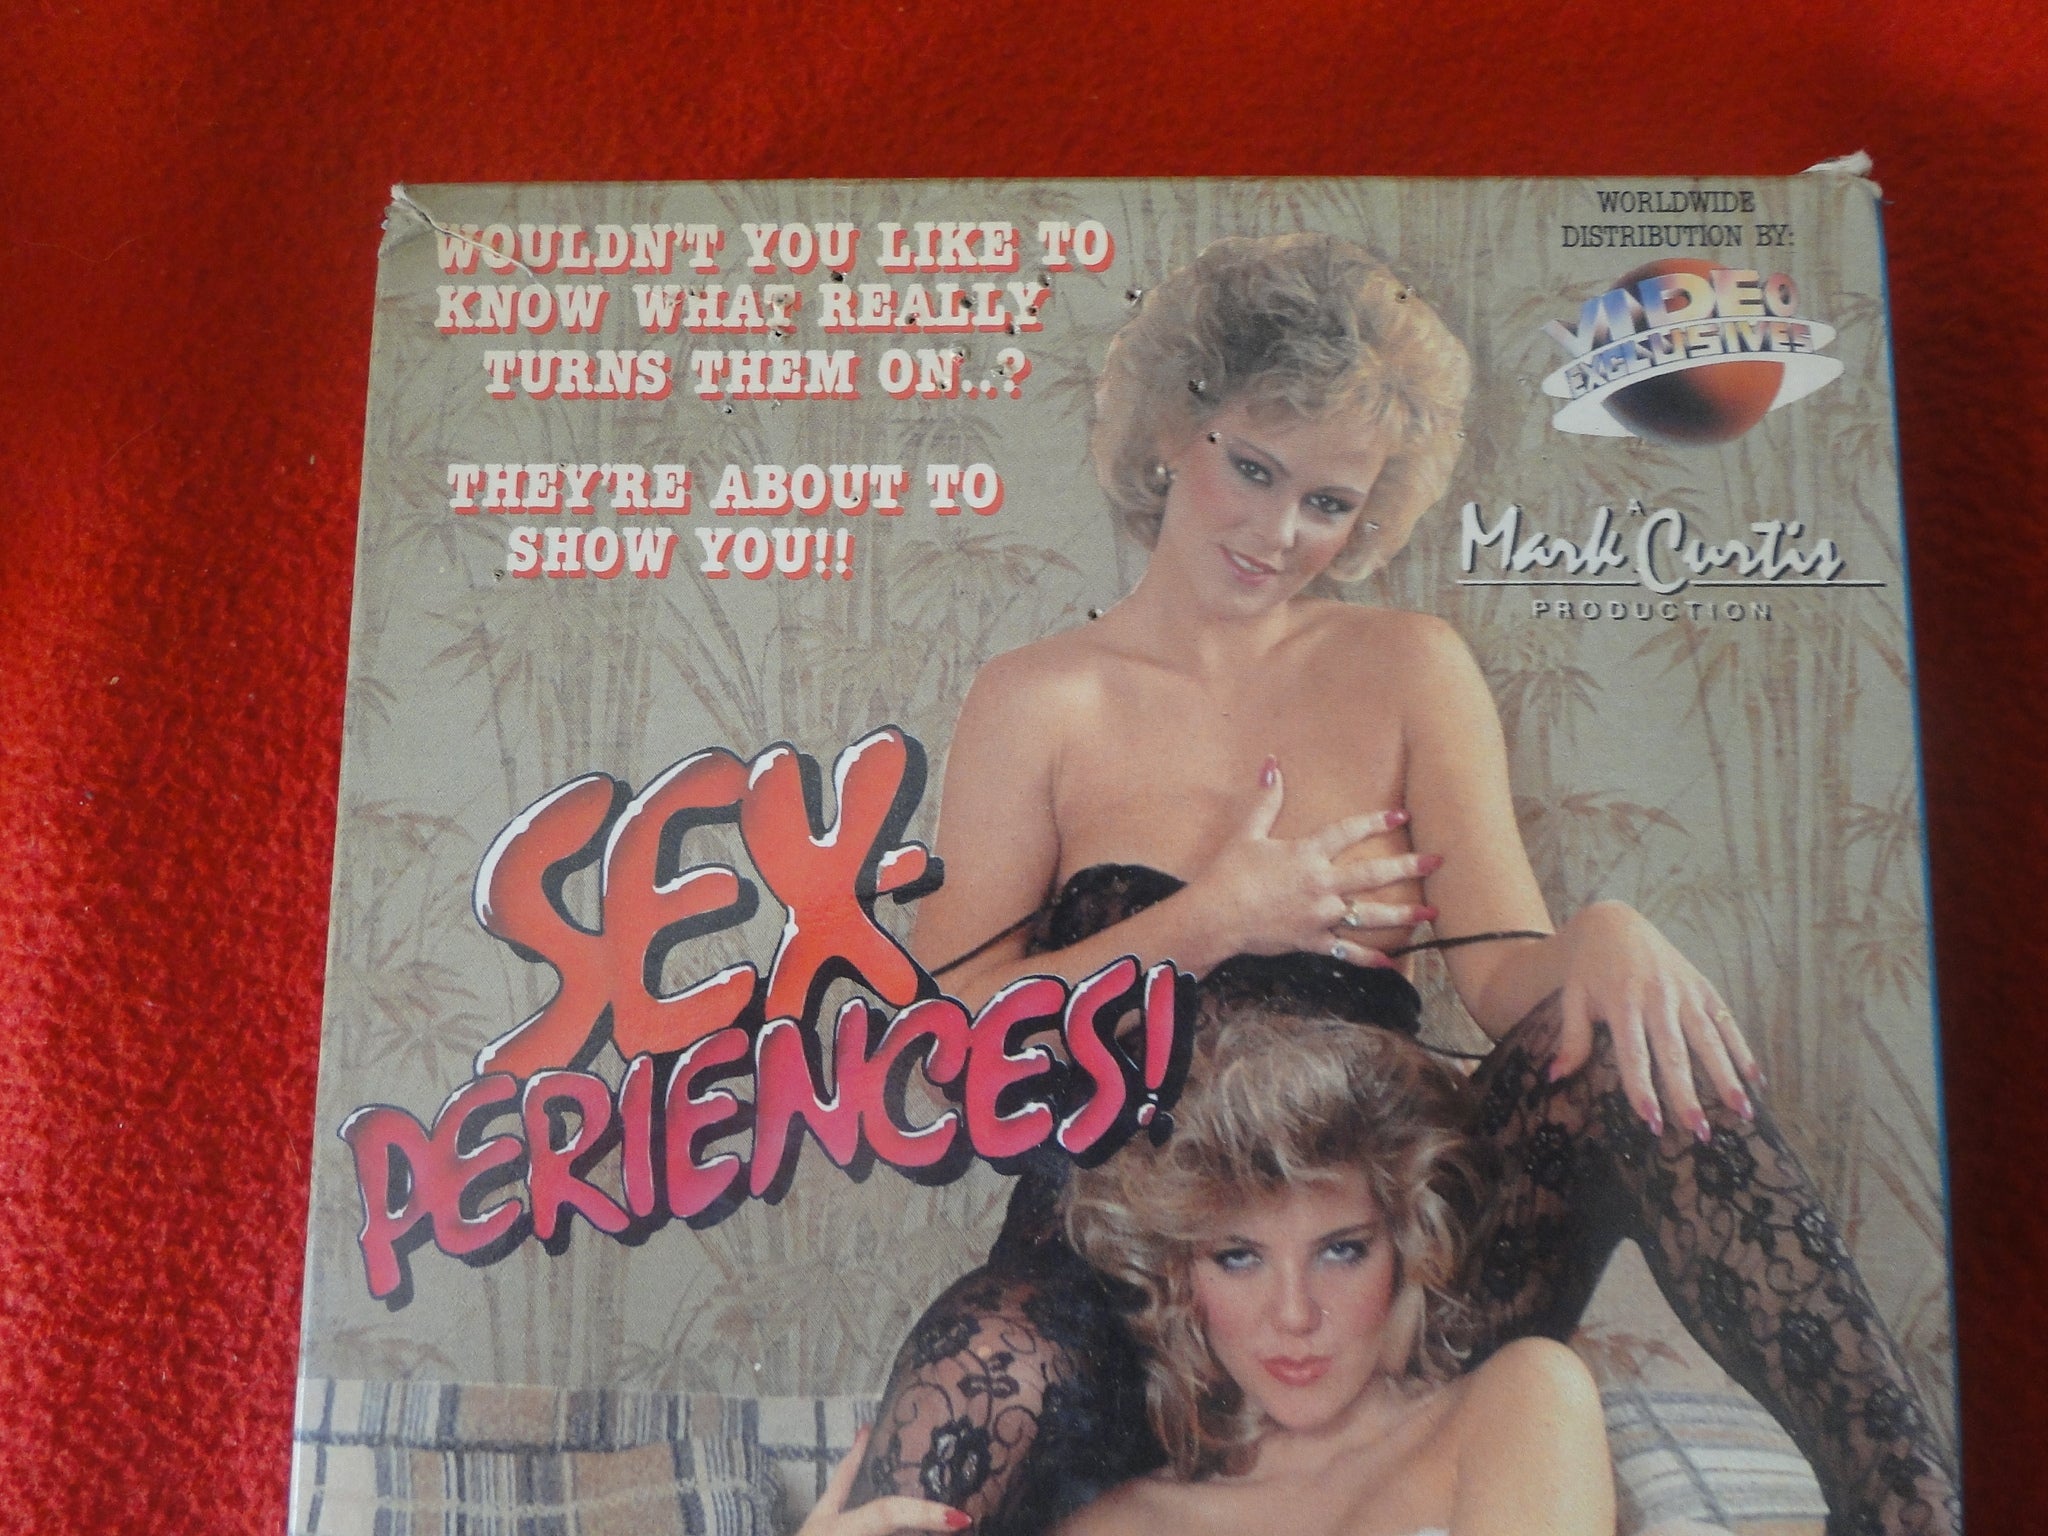 WOULDN'T YOU LIKE TO
KNOW WHAT REALLY
TURNS THEM ON..?
THEY'RE ABOUT TO
SHOW YOU!!
WORLDWIDE
DISTRIBUTION BY:
VIDEO
EXCLUSIVES
A
Mark Curtis
PRODUCTION
SEX-
PERIENCES!